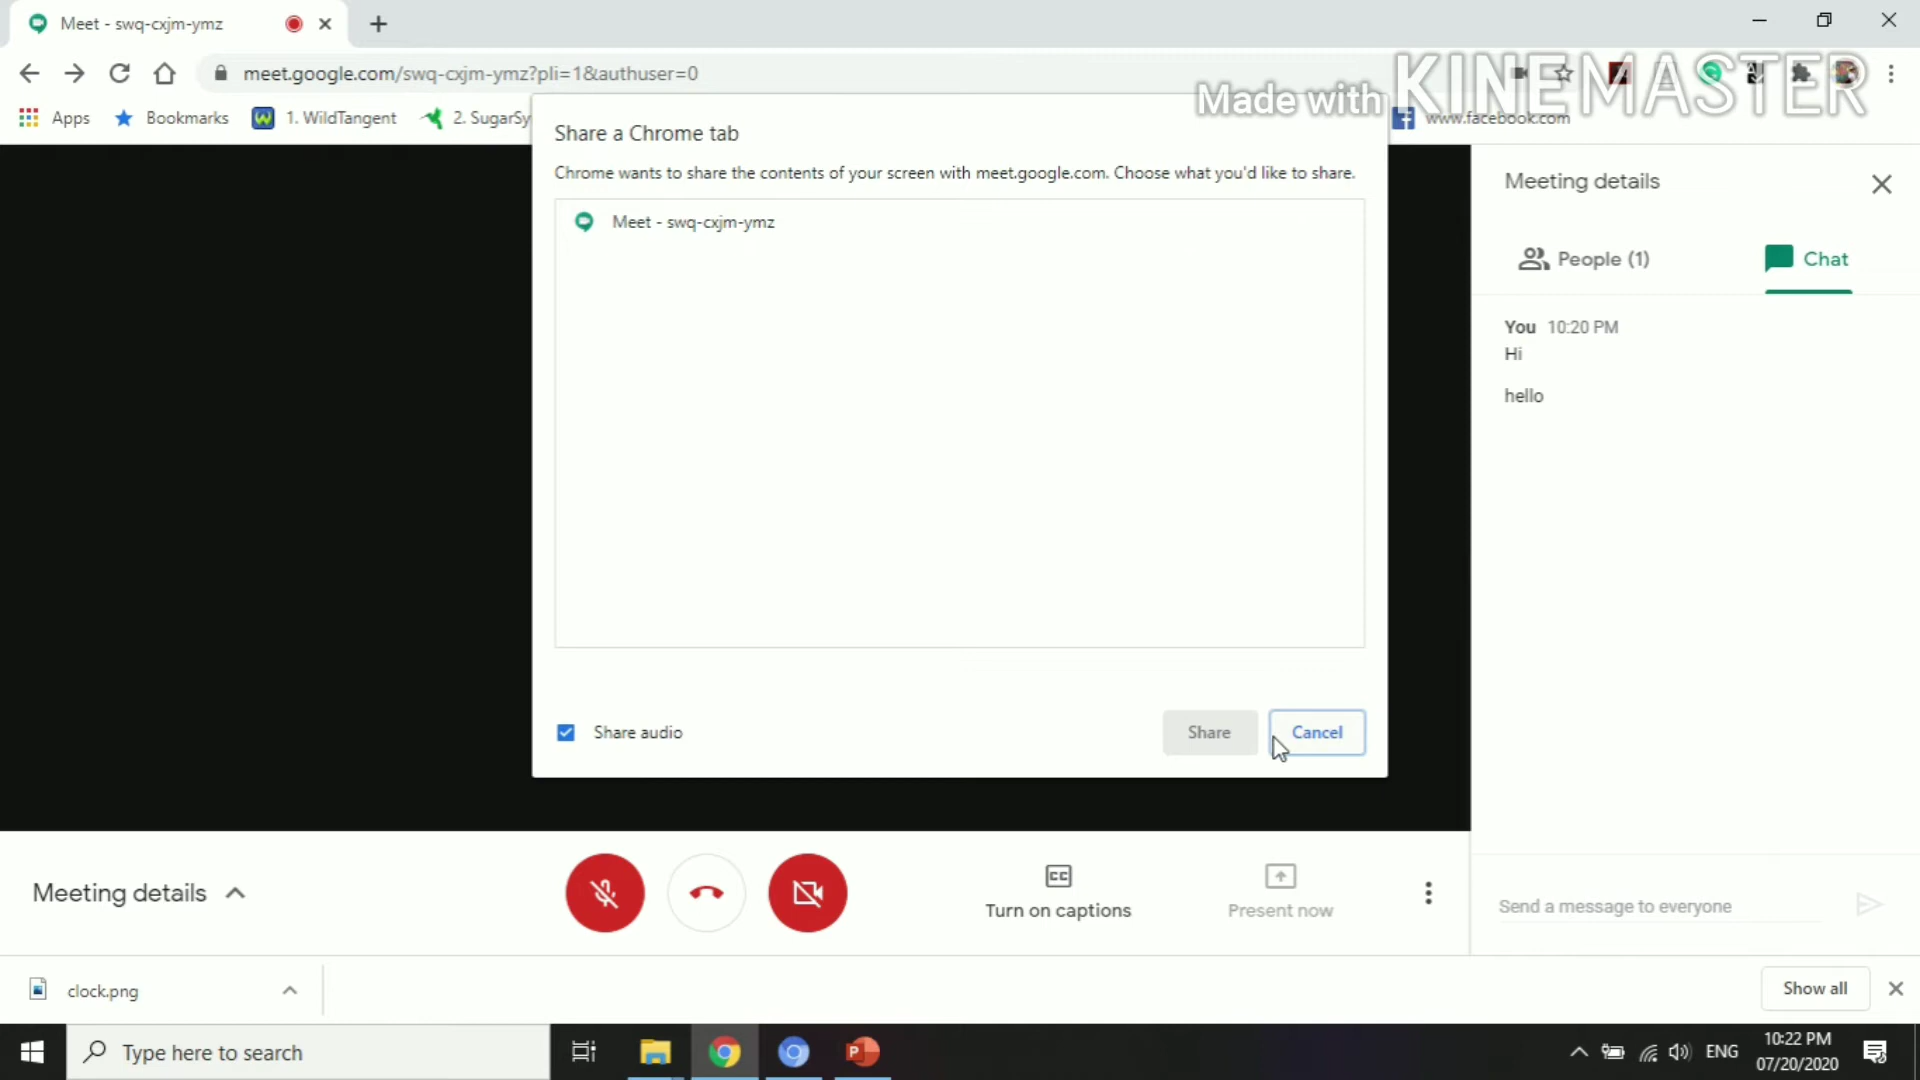 Meet - swq-cxjm-ymz
meet.google.com/swq-cxjm-ymz?pli=1&authuser=0
Made with KINEMASTER
Apps
Bookmarks
1. WildTangent
2. SugarSy
www.facebook.com
Share a Chrome tab
Chrome wants to share the contents of your screen with meet.google.com. Choose what you'd like to share.
Meet - swq-cxjm-ymz
Share audio
Share
Cancel
Meeting details
People (1)
Chat
You 10:20 PM
Hi
hello
Send a message to everyone
Meeting details
CC
Turn on captions
Present now
clock.png
Show all
Type here to search
ENG
10:22 PM
07/20/2020